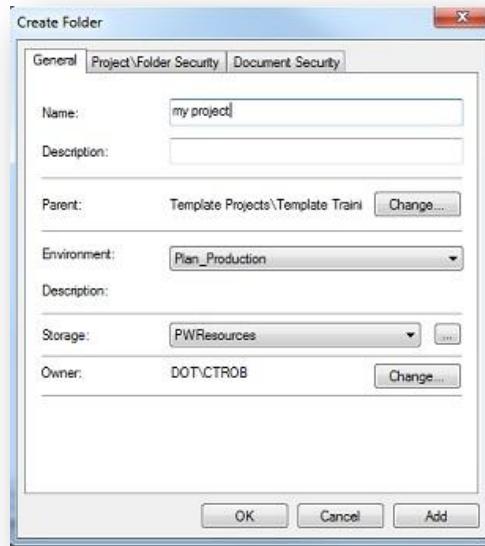 Create Folder
General Project\Folder Security Document Security
Name: my project
Description:
Parent: Template Projects\Template Traini Change...
Environment: Plan_Production
Description:
Storage: PWResources ...
Owner: DOT\CTROB Change...
OK Cancel Add